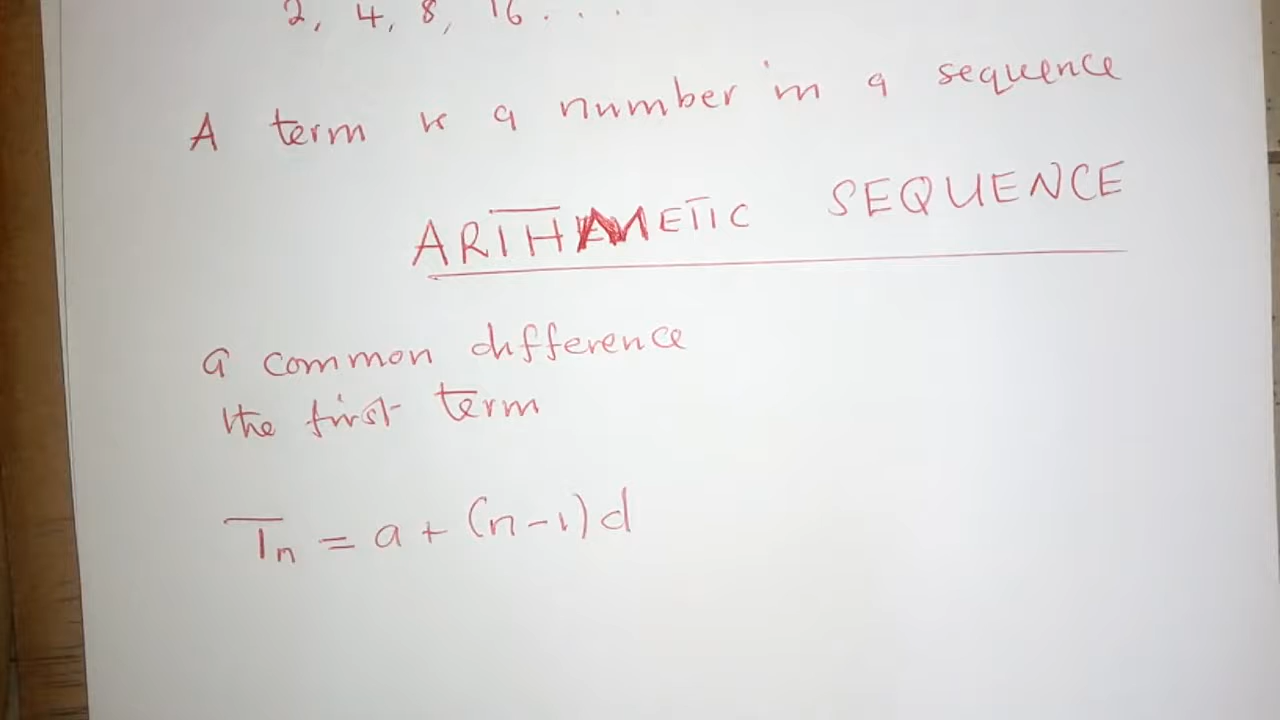 2, 4, 8, 16 . . .
A term is a number in a sequence
ARITHMETIC SEQUENCE
a common difference
the first term
Tn = a + (n-1)d